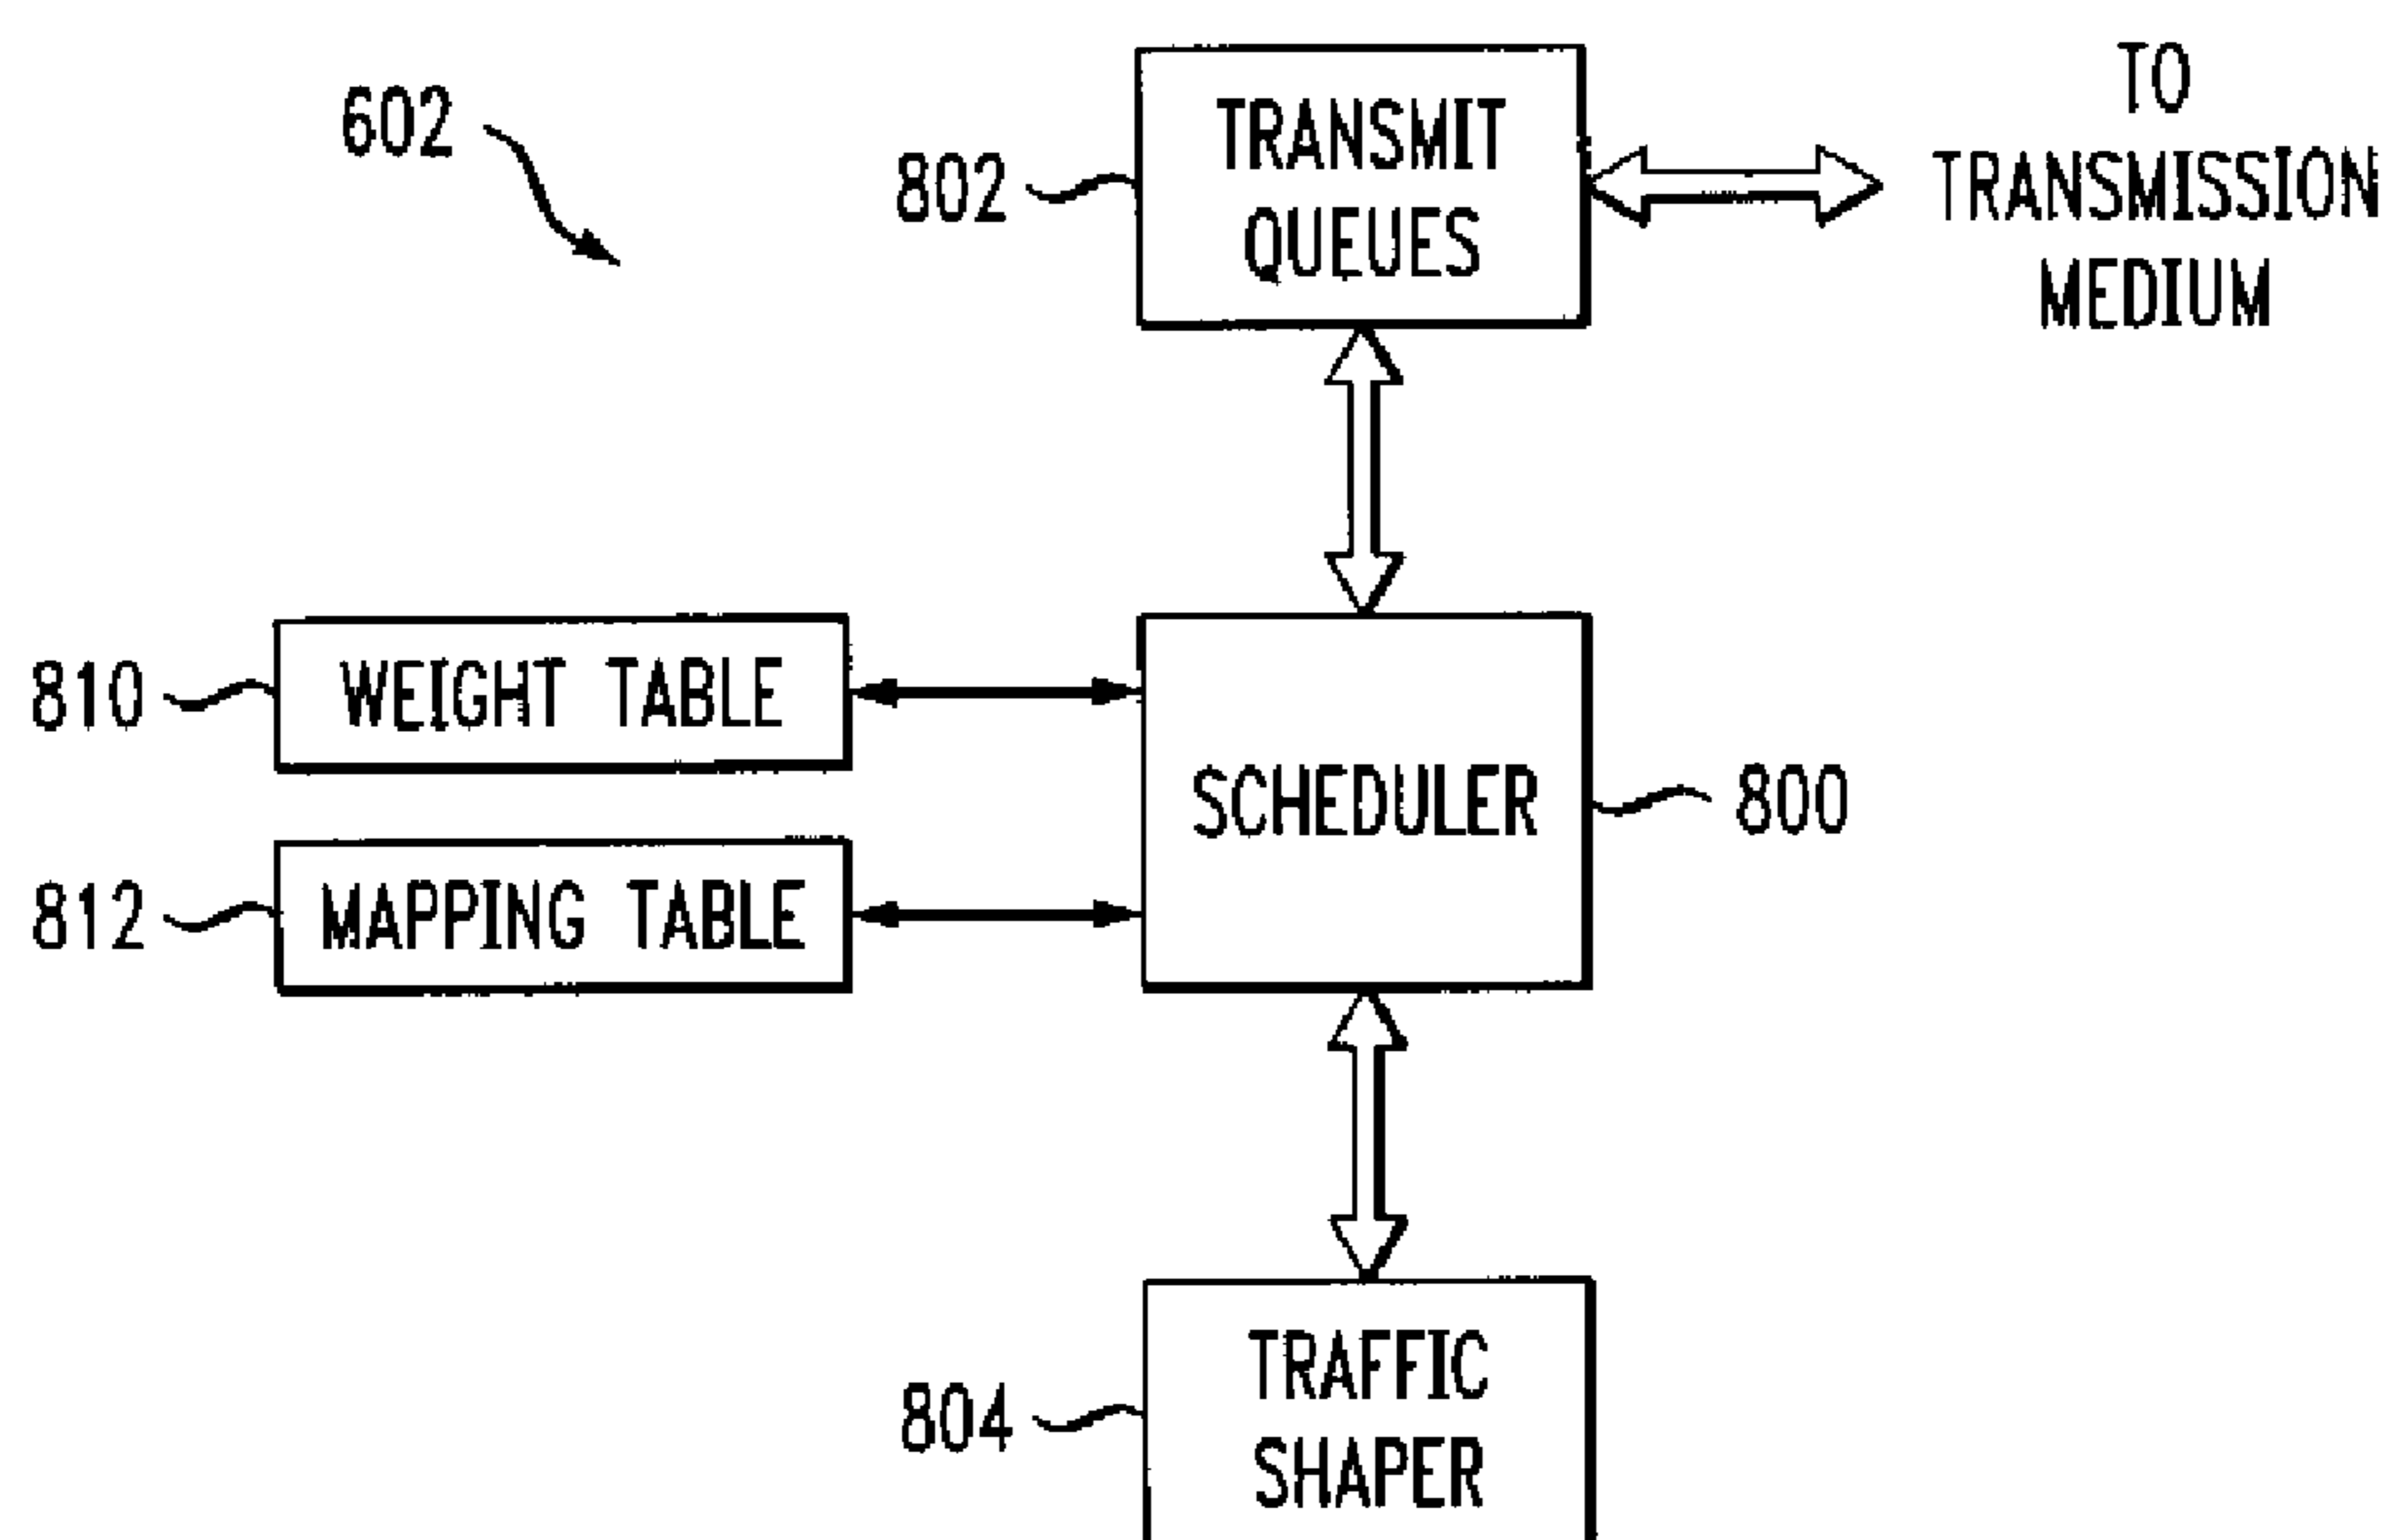 602
802
TRANSMIT
QUEUES
TO
TRANSMISSION
MEDIUM
810
WEIGHT TABLE
812
MAPPING TABLE
SCHEDULER
800
804
TRAFFIC
SHAPER